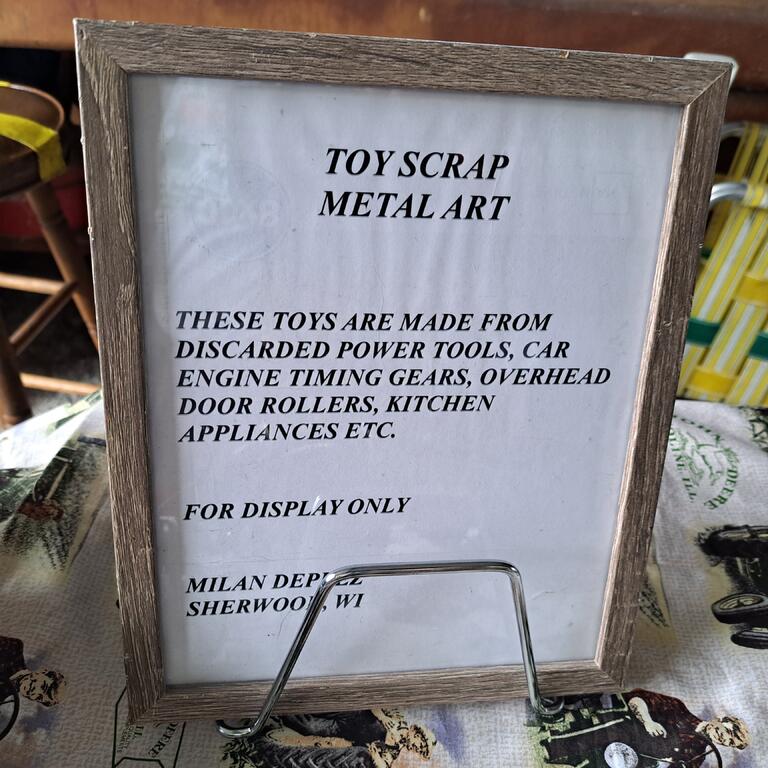 TOY SCRAP
METAL ART
THESE TOYS ARE MADE FROM
DISCARDED POWER TOOLS, CAR
ENGINE TIMING GEARS, OVERHEAD
DOOR ROLLERS, KITCHEN
APPLIANCES ETC.
FOR DISPLAY ONLY
MILAN
SHERWOOD, WI